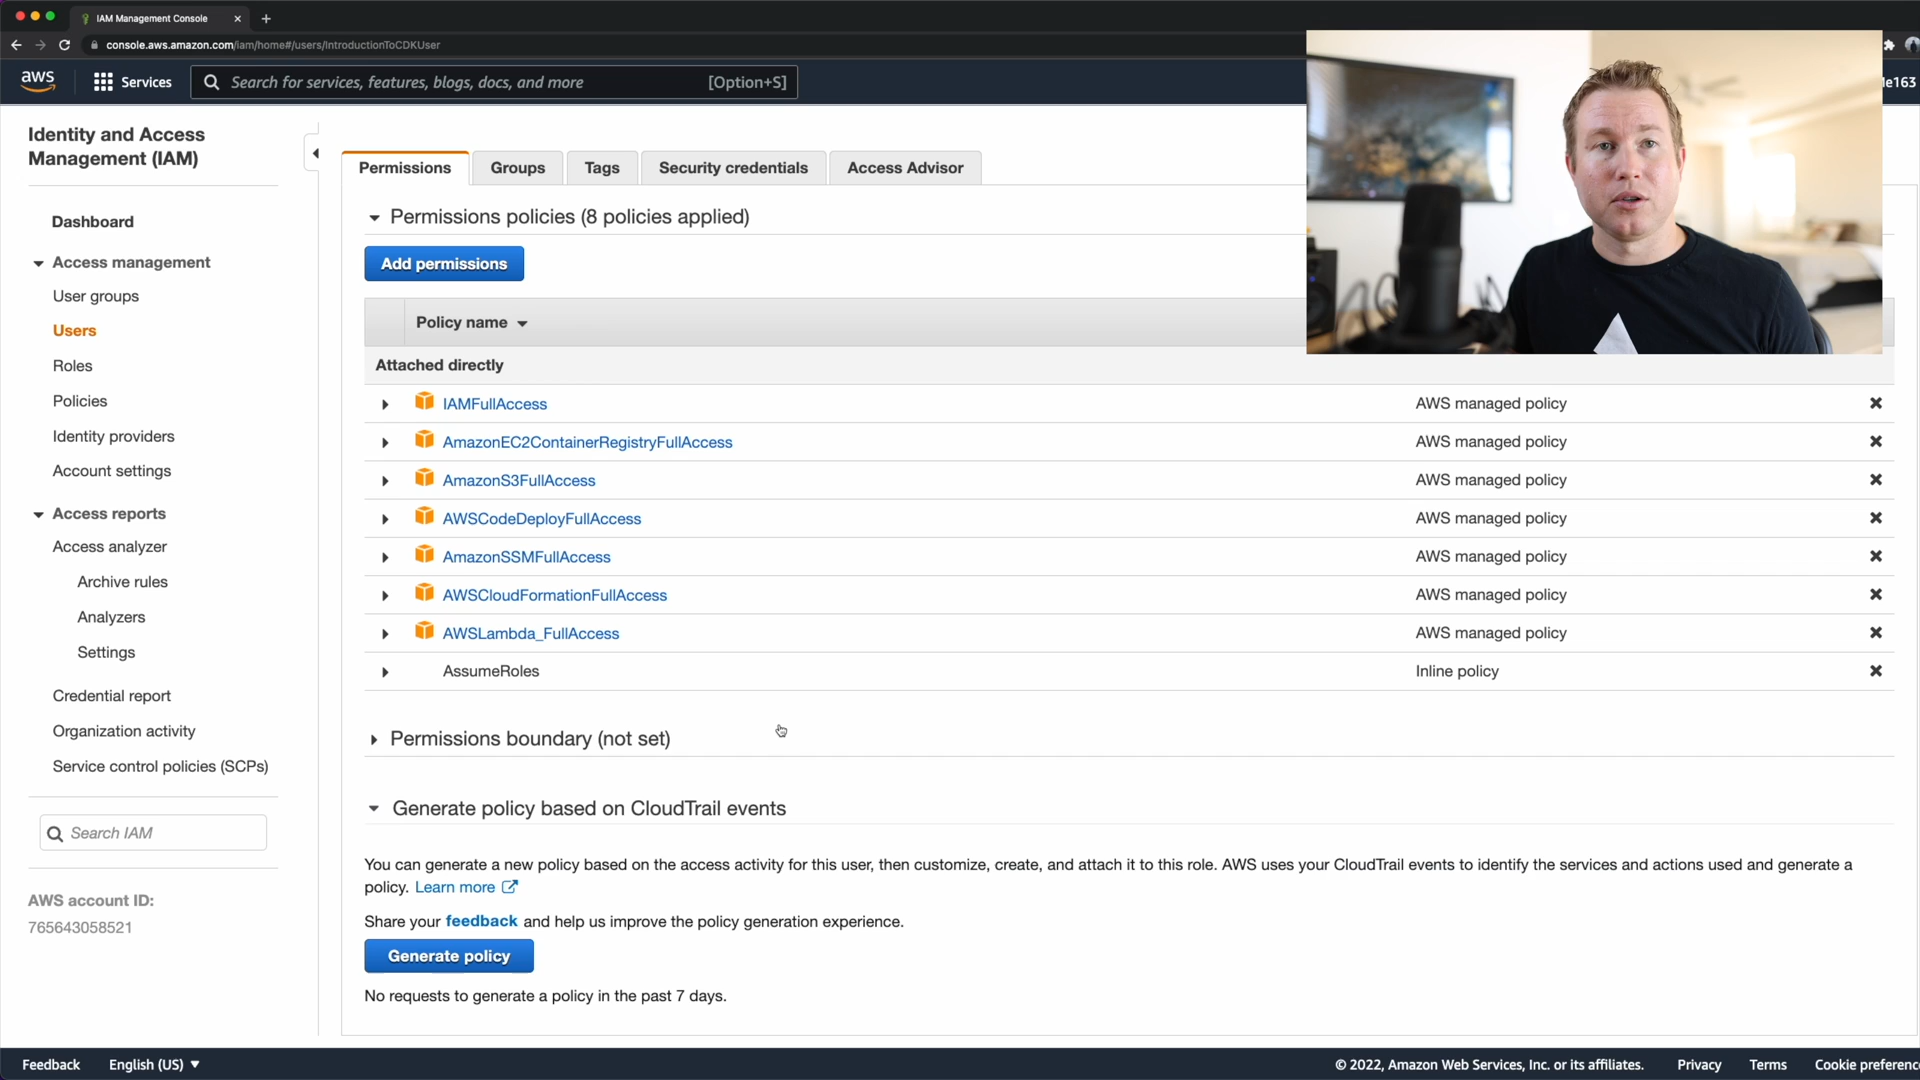 IAM Management Console
console.aws.amazon.com/iam/home#/users/IntroductionToCDKUser
aws
Services
Search for services, features, blogs, docs, and more
[Option+S]
le163
Identity and Access
Management (IAM)
Dashboard
Access management
User groups
Users
Roles
Policies
Identity providers
Account settings
Access reports
Access analyzer
Archive rules
Analyzers
Settings
Credential report
Organization activity
Service control policies (SCPs)
Search IAM
AWS account ID:
765643058521
Permissions
Groups
Tags
Security credentials
Access Advisor
Permissions policies (8 policies applied)
Add permissions
Policy name
Attached directly
IAMFullAccess AWS managed policy
AmazonEC2ContainerRegistryFullAccess AWS managed policy
AmazonS3FullAccess AWS managed policy
AWSCodeDeployFullAccess AWS managed policy
AmazonSSMFullAccess AWS managed policy
AWSCloudFormationFullAccess AWS managed policy
AWSLambda_FullAccess AWS managed policy
AssumeRoles Inline policy
Permissions boundary (not set)
Generate policy based on CloudTrail events
You can generate a new policy based on the access activity for this user, then customize, create, and attach it to this role. AWS uses your CloudTrail events to identify the services and actions used and generate a
policy. Learn more
Share your feedback and help us improve the policy generation experience.
Generate policy
No requests to generate a policy in the past 7 days.
Feedback
English (US)
© 2022, Amazon Web Services, Inc. or its affiliates.
Privacy
Terms
Cookie preference